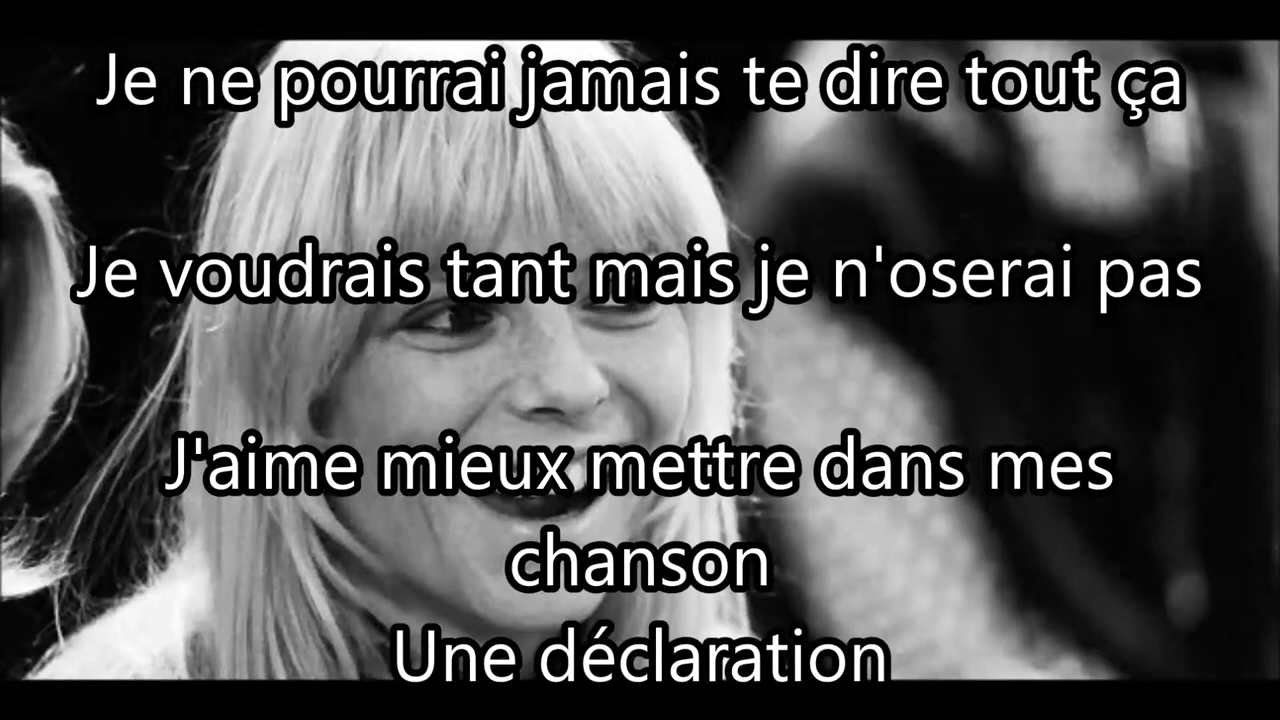 Je ne pourrai jamais te dire tout ça
Je voudrais tant mais je n'oserai pas
J'aime mieux mettre dans mes
chanson
Une déclaration